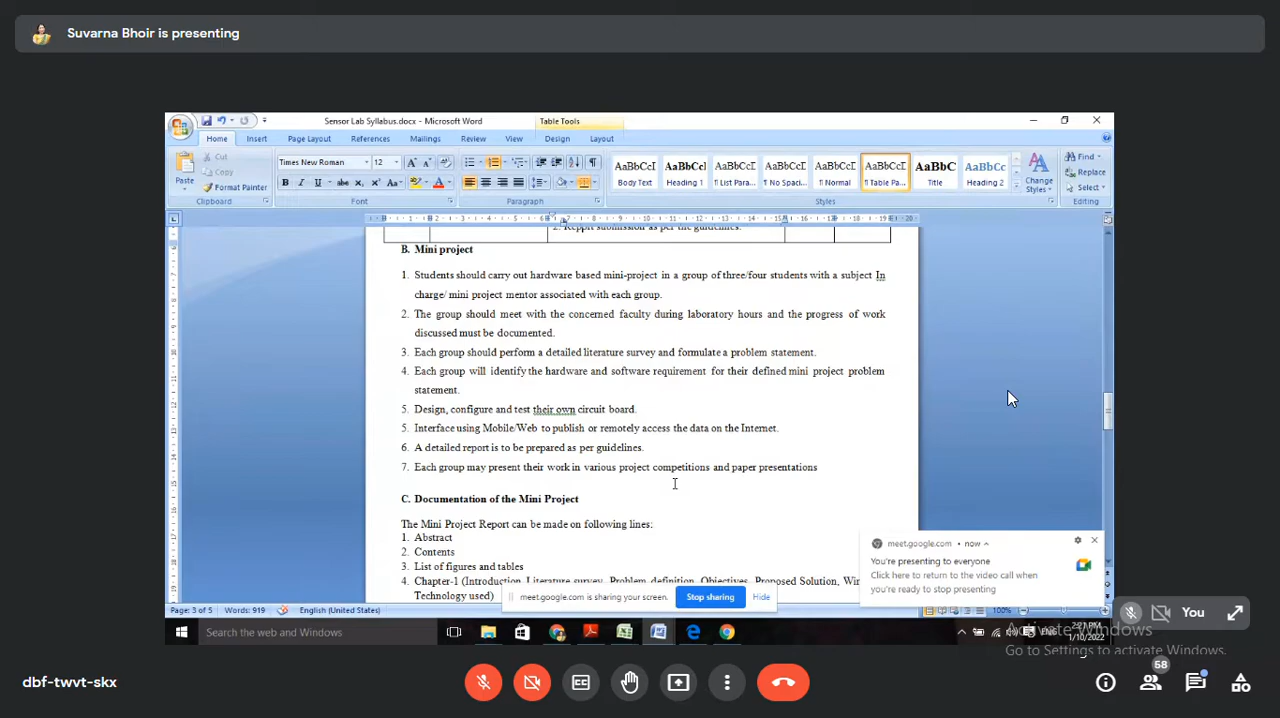 Suvarna Bhoir is presenting
Sensor Lab Syllabus.docx - Microsoft Word
Table Tools
Home Insert Page Layout References Mailings Review View Design Layout
Paste
Cut
Copy
Format Painter
Clipboard
Times New Roman 12
Font
Paragraph
AaBbCcI AaBbC AaBbCcI AaBbCcI AaBbCcI AaBbCcI AaBbC AaBbCc
Body Text Heading 1 ¶ List Para... ¶ No Spaci... ¶ Normal ¶ Table Pa... Title Heading 2
Styles
Change Styles
Find
Replace
Select
Editing
submission as per the guidelines.
B. Mini project
1. Students should carry out hardware based mini-project in a group of three/four students with a subject In
charge/ mini project mentor associated with each group.
2. The group should meet with the concerned faculty during laboratory hours and the progress of work
discussed must be documented.
3. Each group should perform a detailed literature survey and formulate a problem statement.
4. Each group will identify the hardware and software requirement for their defined mini project problem
statement.
5. Design, configure and test their own circuit board.
5. Interface using Mobile/Web to publish or remotely access the data on the Internet.
6. A detailed report is to be prepared as per guidelines.
7. Each group may present their work in various project competitions and paper presentations
C. Documentation of the Mini Project
The Mini Project Report can be made on following lines:
1. Abstract
2. Contents
3. List of figures and tables
4. Chapter-1 (Introduction, Literature survey, Problem definition, Objectives, Proposed Solution,
Technology used)
meet.google.com • now
You're presenting to everyone
Click here to return to the video call when
you're ready to stop presenting
meet.google.com is sharing your screen.
Stop sharing
Hide
Page: 3 of 5 Words: 919 English (United States) 100%
You
Search the web and Windows
2:21 PM
1/10/2022
Activate Windows
Go to Settings to activate Windows.
dbf-twvt-skx
58